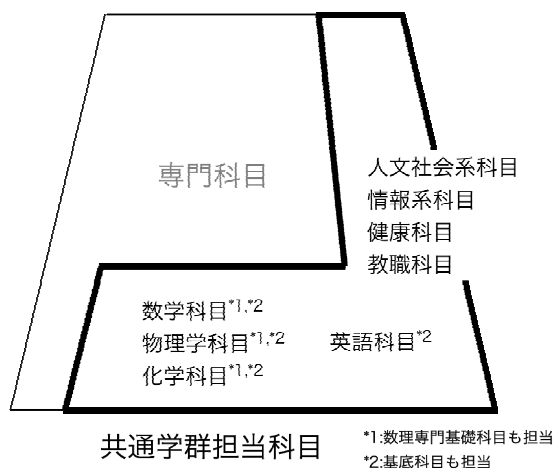 専門科目
人文社会系科目
情報系科目
健康科目
教職科目
数学科目*1,*2
物理学科目*1,*2
化学科目*1,*2
英語科目*2
共通学群担当科目
*1:数理専門基礎科目も担当
*2:基底科目も担当